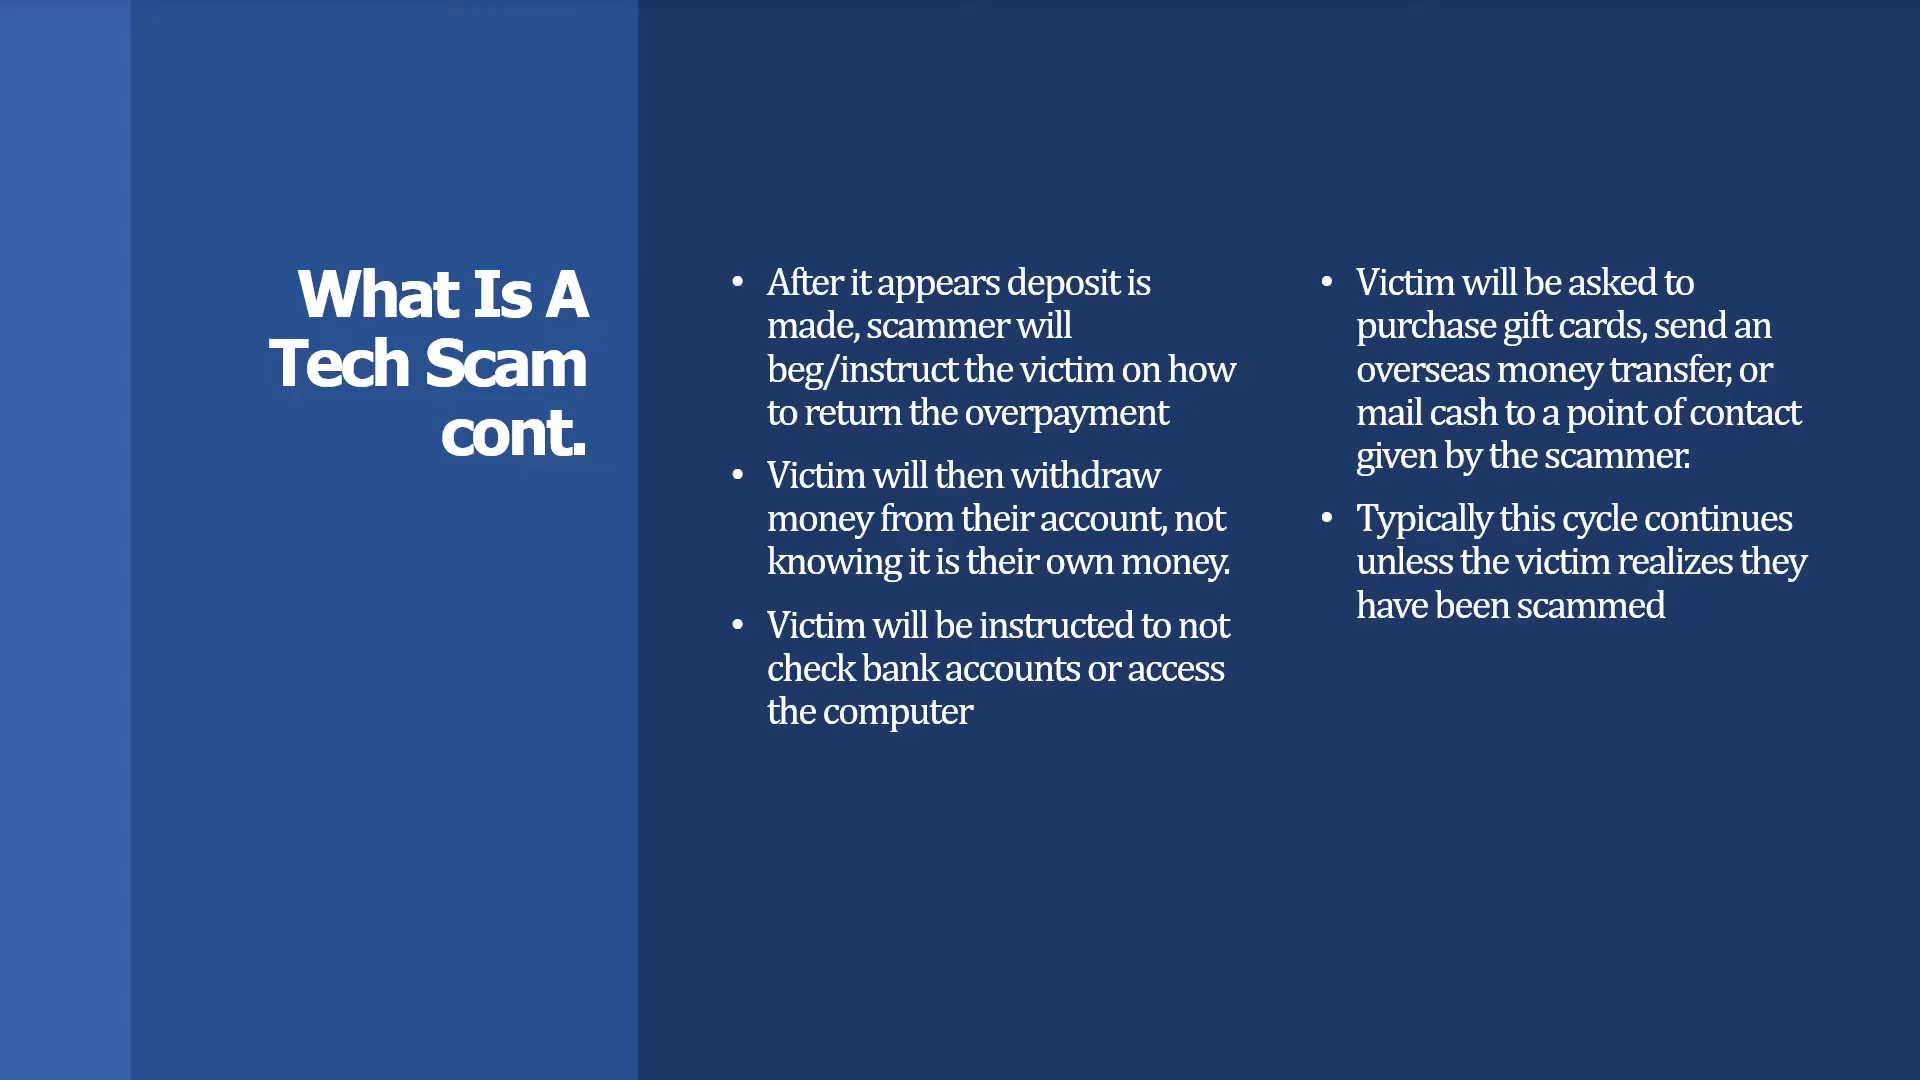 What Is A
Tech Scam
cont.
• After it appears deposit is
made, scammer will
beg/instruct the victim on how
to return the overpayment
• Victim will then withdraw
money from their account, not
knowing it is their own money.
• Victim will be instructed to not
check bank accounts or access
the computer
• Victim will be asked to
purchase gift cards, send an
overseas money transfer, or
mail cash to a point of contact
given by the scammer.
• Typically this cycle continues
unless the victim realizes they
have been scammed